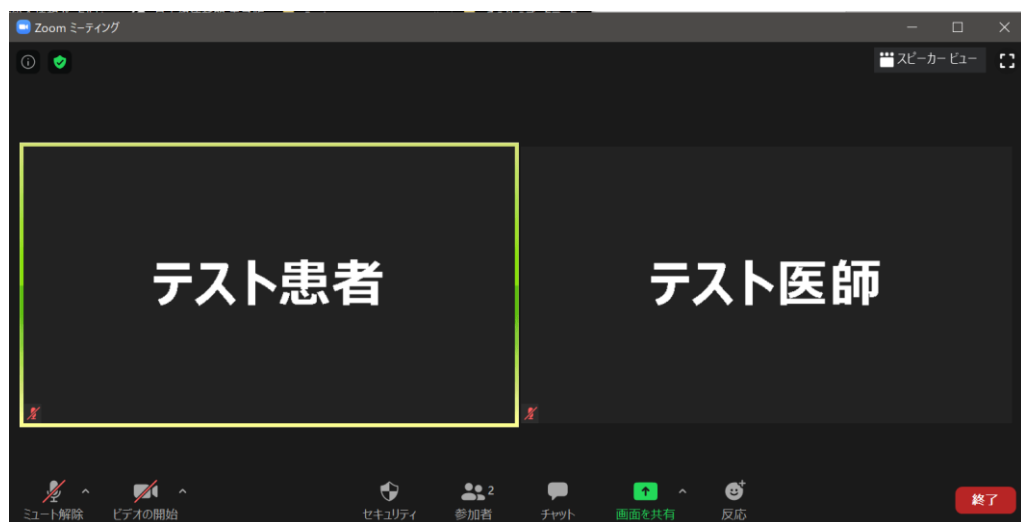 Zoom ミーティング
スピーカー ビュー
テスト患者
テスト医師
ミュート解除
ビデオの開始
セキュリティ
2
参加者
チャット
画面を共有
反応
終了